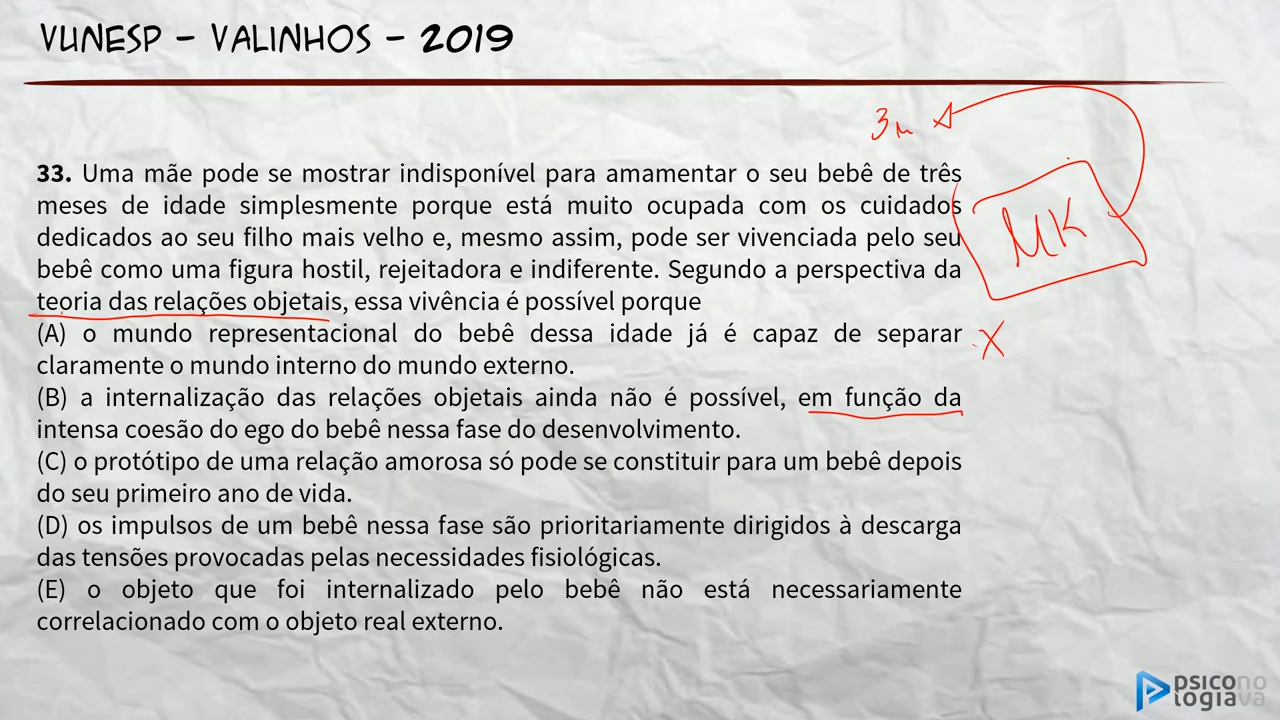 VUNESP – VALINHOS – 2019
3m
33. Uma mãe pode se mostrar indisponível para amamentar o seu bebê de três
meses de idade simplesmente porque está muito ocupada com os cuidados
dedicados ao seu filho mais velho e, mesmo assim, pode ser vivenciada pelo seu
MK
bebê como uma figura hostil, rejeitadora e indiferente. Segundo a perspectiva da
teoria das relações objetais, essa vivência é possível porque
(A) o mundo representacional do bebê dessa idade já é capaz de separar
X
claramente o mundo interno do mundo externo.
(B) a internalização das relações objetais ainda não é possível, em função da
intensa coesão do ego do bebê nessa fase do desenvolvimento.
(C) o protótipo de uma relação amorosa só pode se constituir para um bebê depois
do seu primeiro ano de vida.
(D) os impulsos de um bebê nessa fase são prioritariamente dirigidos à descarga
das tensões provocadas pelas necessidades fisiológicas.
(E) o objeto que foi internalizado pelo bebê não está necessariamente
correlacionado com o objeto real externo.
psicono
logiava